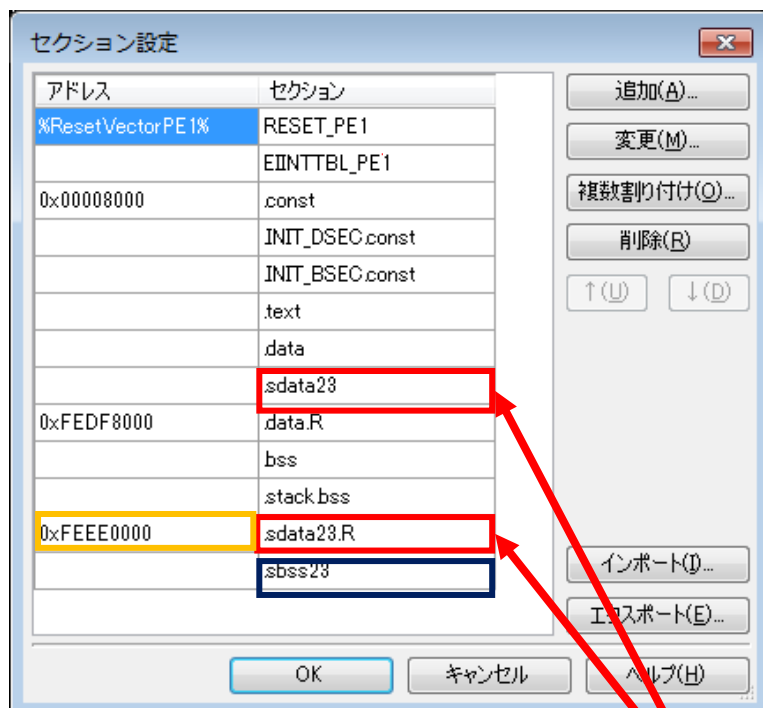 セクション設定
アドレス セクション
%ResetVectorPE1% RESET_PE1
EIINTTBL_PE1
0x00008000 .const
.INIT_DSEC.const
.INIT_BSEC.const
.text
.data
.sdata23
0xFEDF8000 .data.R
.bss
.stack.bss
0xFEEE0000 .sdata23.R
.sbss23
追加(A)...
変更(M)...
複数割り付け(O)...
削除(R)
↑(U) ↓(D)
インポート(I)...
エクスポート(E)...
OK キャンセル ヘルプ(H)